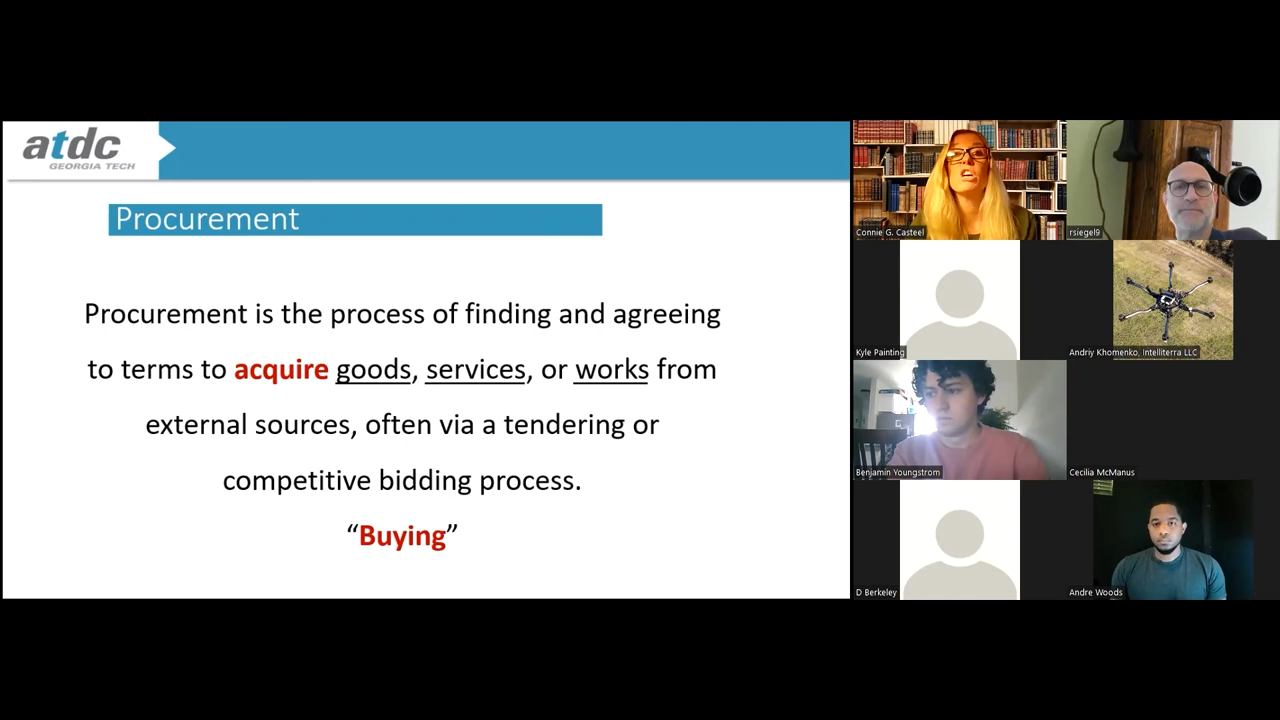 atdc
GEORGIA TECH
Procurement
Procurement is the process of finding and agreeing
to terms to acquire goods, services, or works from
external sources, often via a tendering or
competitive bidding process.
“Buying”
Connie G. Casteel
rsiegel9
Kyle Painting
Andriy Khomenko, Intelliterra LLC
Benjamin Youngstrom
Cecilia McManus
D Berkeley
Andre Woods